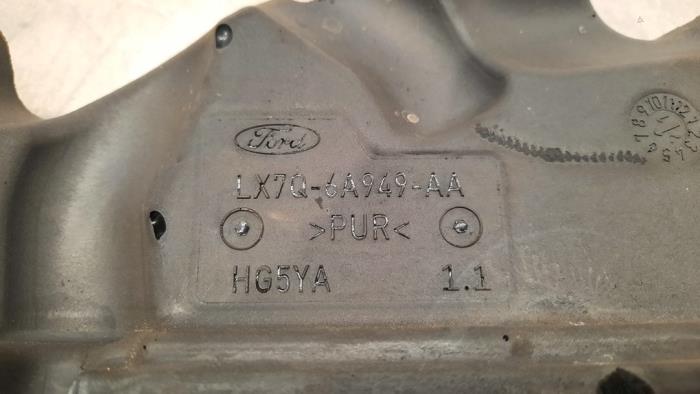 Ford
LX7Q-6A949-AA
>PUR<
HG5YA 1.1